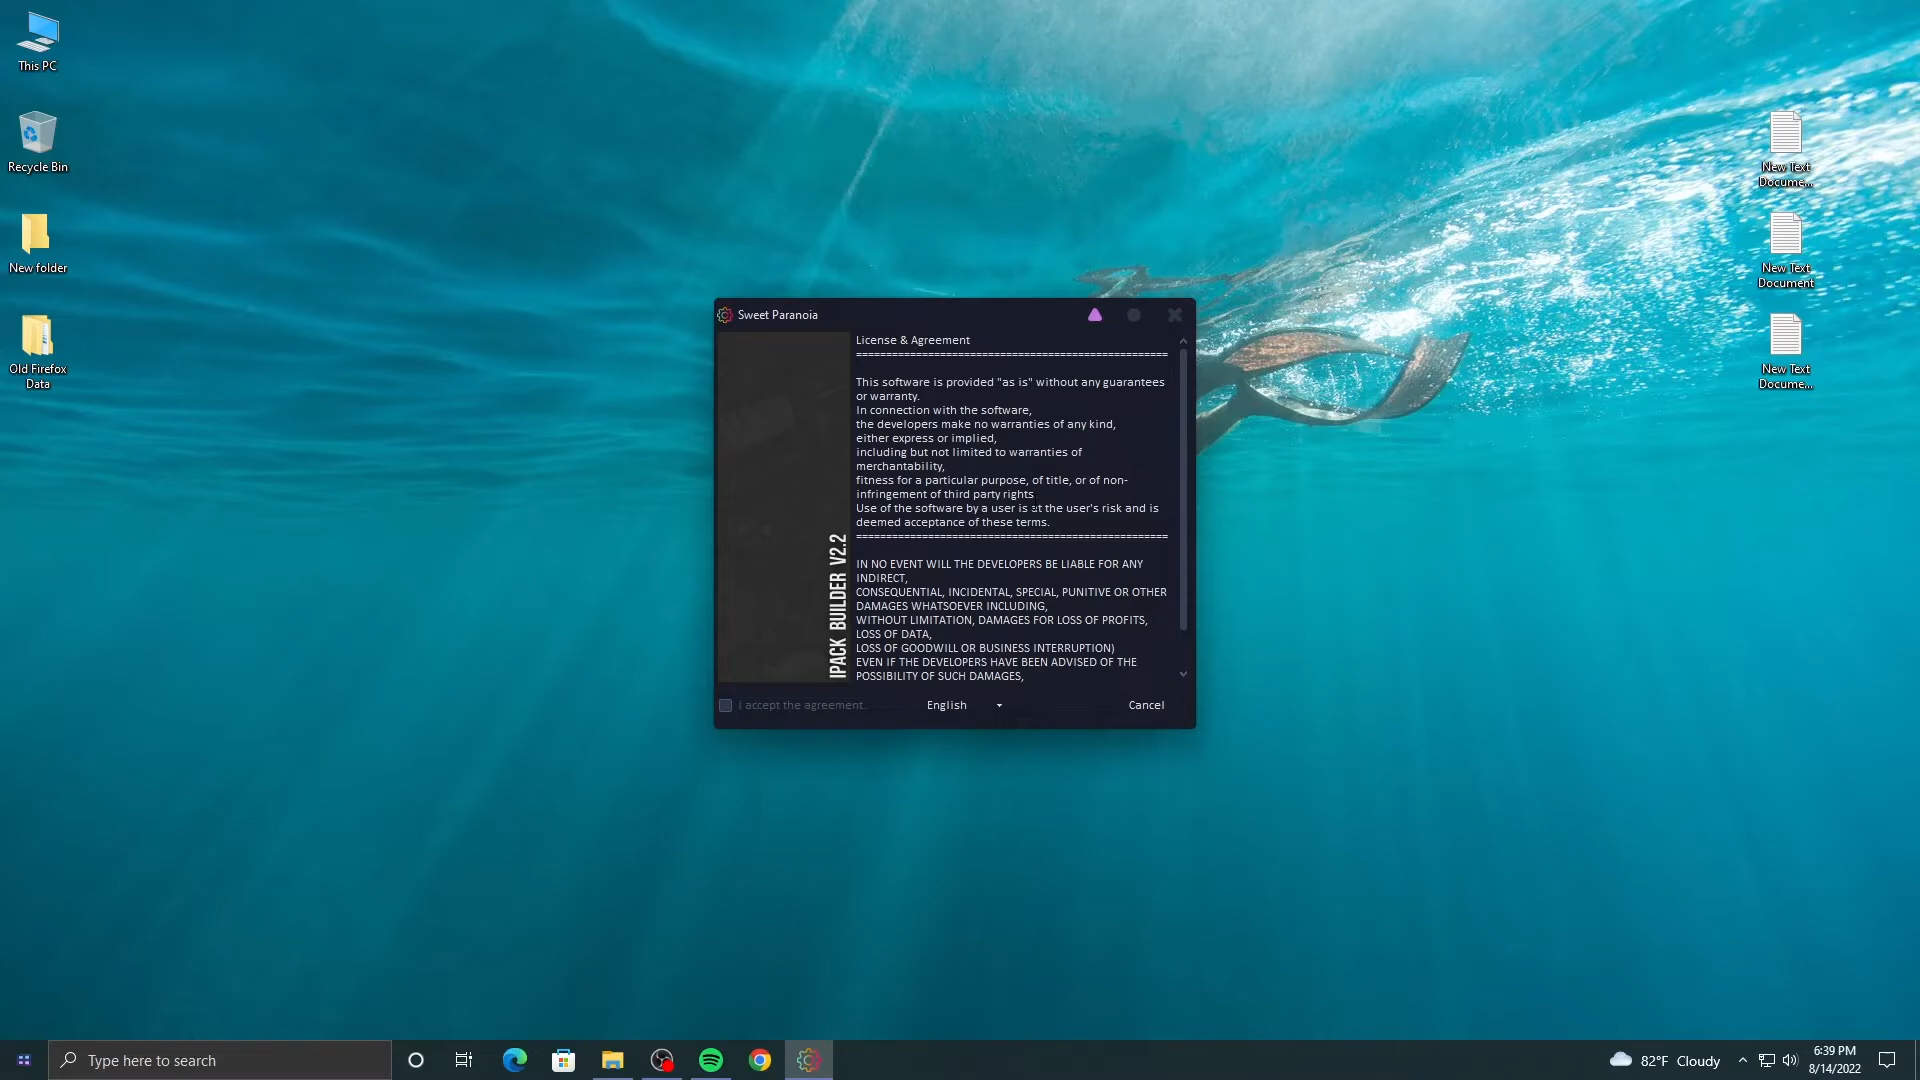 This PC
Recycle Bin
New folder
Old Firefox
Data
New Text
Docume...
New Text
Document
New Text
Docume...
Sweet Paranoia
IPACK BUILDER V2.2
License & Agreement
====================================================
This software is provided "as is" without any guarantees
or warranty.
In connection with the software,
the developers make no warranties of any kind,
either express or implied,
including but not limited to warranties of
merchantability,
fitness for a particular purpose, of title, or of non-
infringement of third party rights.
Use of the software by a user is at the user's risk and is
deemed acceptance of these terms.
====================================================
IN NO EVENT WILL THE DEVELOPERS BE LIABLE FOR ANY
INDIRECT,
CONSEQUENTIAL, INCIDENTAL, SPECIAL, PUNITIVE OR OTHER
DAMAGES WHATSOEVER INCLUDING,
WITHOUT LIMITATION, DAMAGES FOR LOSS OF PROFITS,
LOSS OF DATA,
LOSS OF GOODWILL OR BUSINESS INTERRUPTION)
EVEN IF THE DEVELOPERS HAVE BEEN ADVISED OF THE
POSSIBILITY OF SUCH DAMAGES,
I accept the agreement.
English
Cancel
Type here to search
82°F Cloudy
6:39 PM
8/14/2022